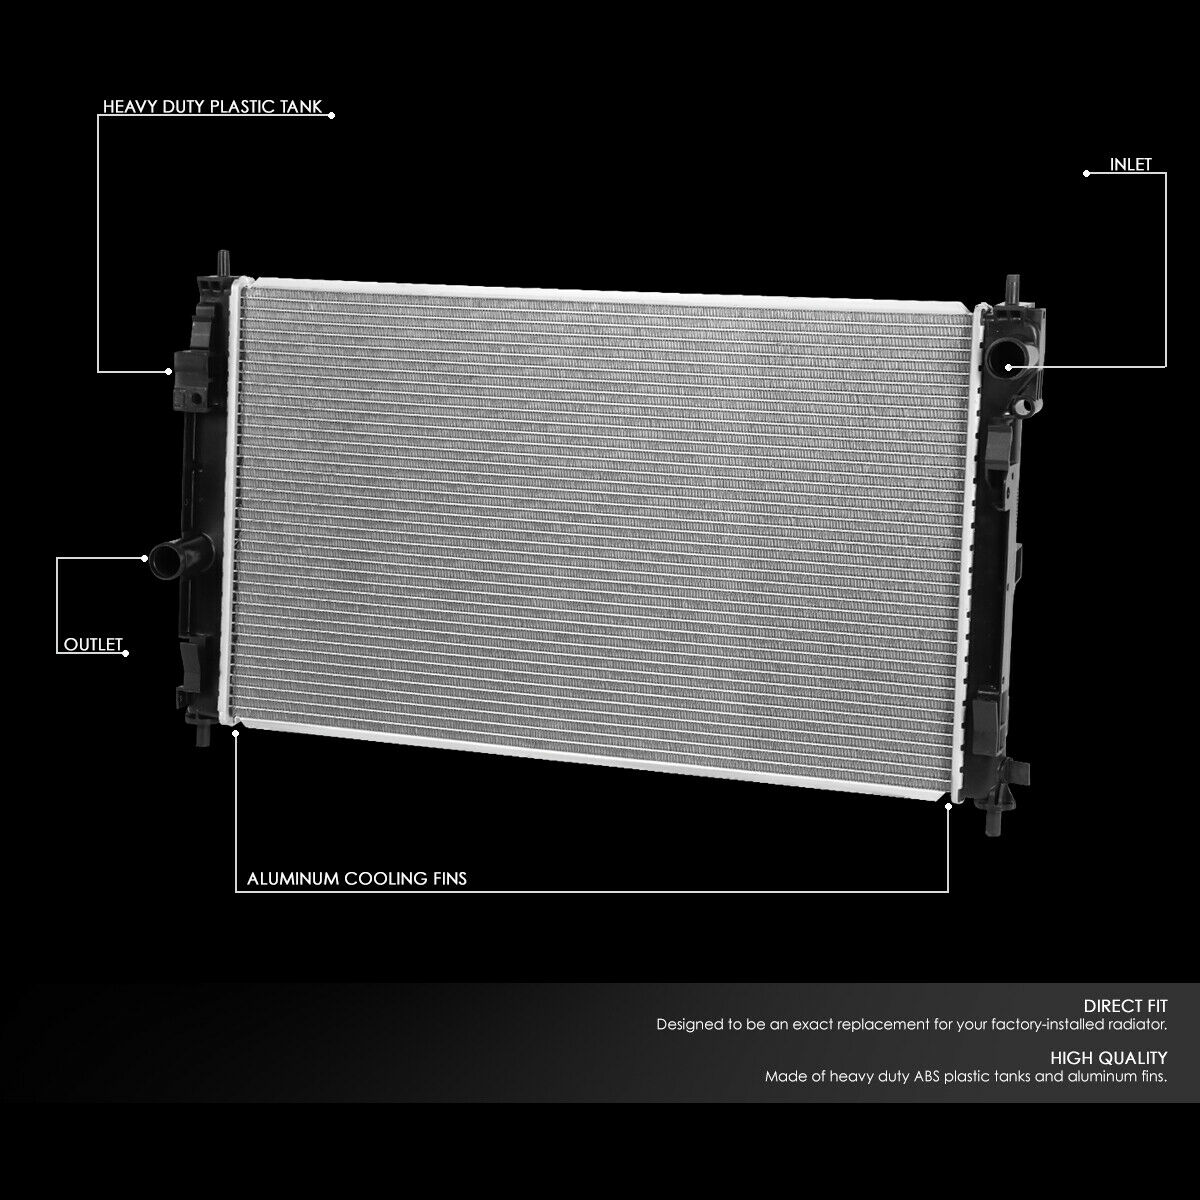 HEAVY DUTY PLASTIC TANK
INLET
OUTLET
ALUMINUM COOLING FINS
DIRECT FIT
Designed to be an exact replacement for your factory-installed radiator.
HIGH QUALITY
Made of heavy duty ABS plastic tanks and aluminum fins.